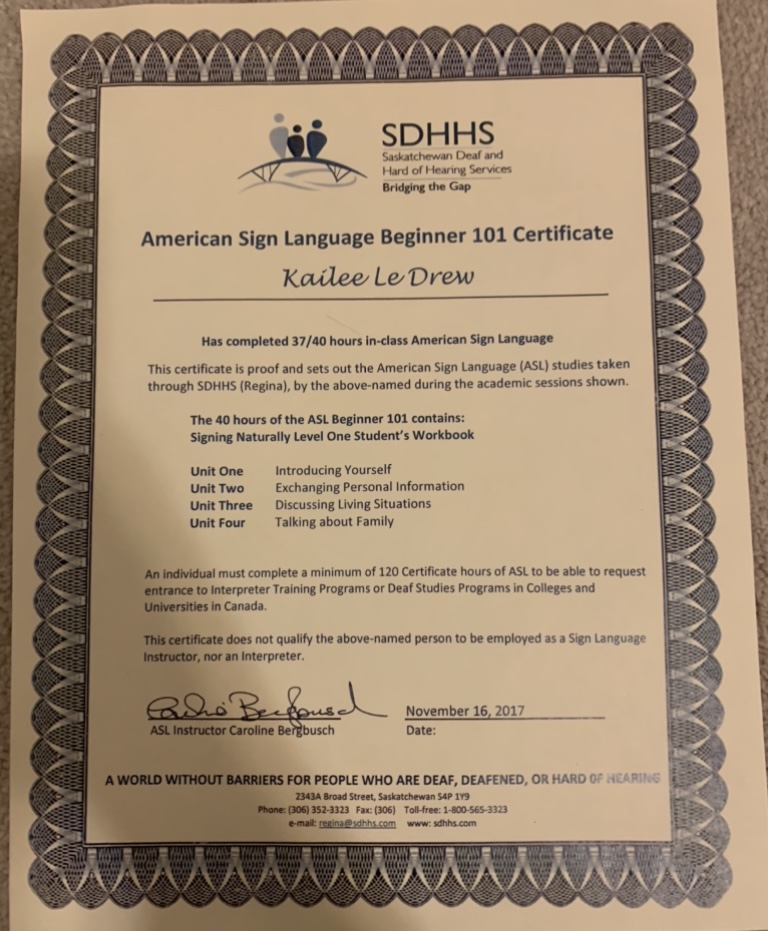 SDHHS
Saskatchewan Deaf and
Hard of Hearing Services
Bridging the Gap
American Sign Language Beginner 101 Certificate
Kailee Le Drew
Has completed 37/40 hours in-class American Sign Language
This certificate is proof and sets out the American Sign Language (ASL) studies taken
through SDHHS (Regina), by the above-named during the academic sessions shown.
The 40 hours of the ASL Beginner 101 contains:
Signing Naturally Level One Student's Workbook
Unit One Introducing Yourself
Unit Two Exchanging Personal Information
Unit Three Discussing Living Situations
Unit Four Talking about Family
An individual must complete a minimum of 120 Certificate hours of ASL to be able to request
entrance to Interpreter Training Programs or Deaf Studies Programs in Colleges and
Universities in Canada.
This certificate does not qualify the above-named person to be employed as a Sign Language
Instructor, nor an Interpreter.
November 16, 2017
ASL Instructor Caroline Bergbusch Date:
A WORLD WITHOUT BARRIERS FOR PEOPLE WHO ARE DEAF, DEAFENED, OR HARD OF HEARING
2343A Broad Street, Saskatchewan S4P 1Y9
Phone: (306) 352-3323 Fax: (306) Toll-free: 1-800-565-3323
e-mail: regina@sdhhs.com www: sdhhs.com